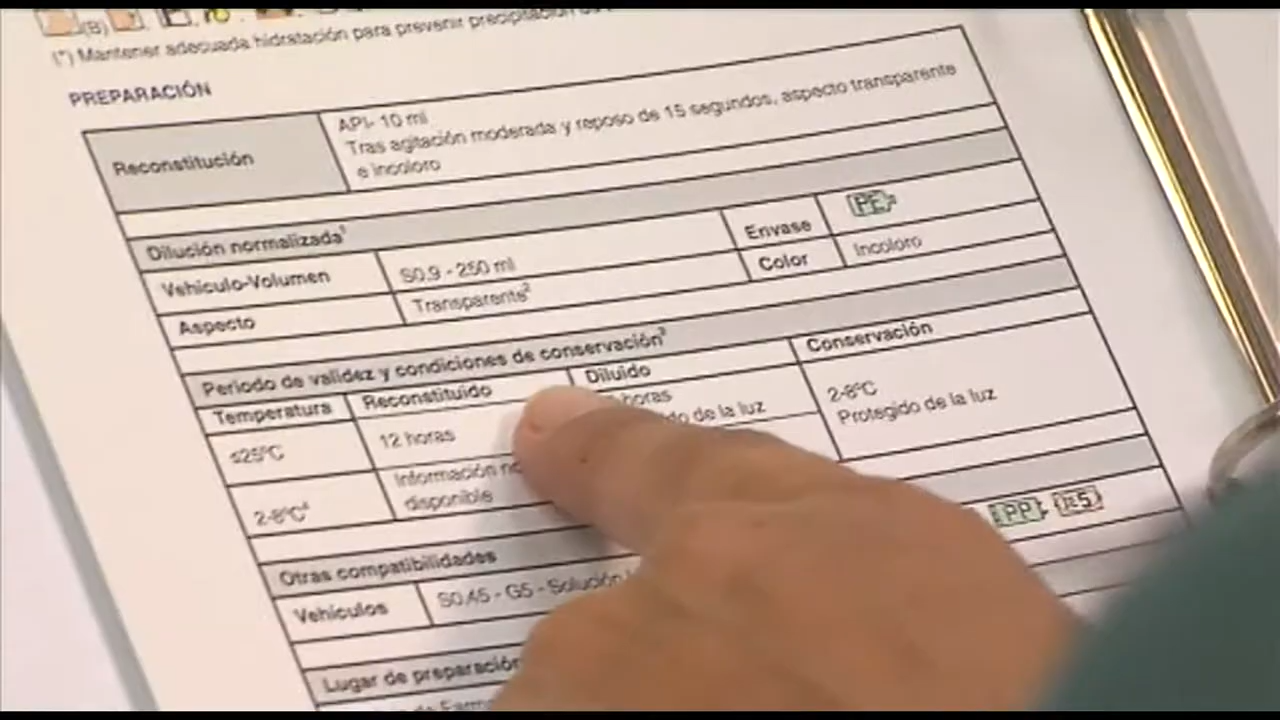 (B)
(*) Mantener adecuada hidratación para prevenir precipitación
PREPARACIÓN
Reconstitución
API- 10 ml
Tras agitación moderada y reposo de 15 segundos, aspecto transparente
e incoloro
Dilución normalizada¹
Vehículo-Volumen
S0.9 - 250 ml
Envase
PE
Aspecto
Transparente²
Color
Incoloro
Periodo de validez y condiciones de conservación³
Temperatura
Reconstituido
Diluido
Conservación
≤25ºC
12 horas
horas
de la luz
2-8ºC
Protegido de la luz
2-8ºC⁴
Información no
disponible
Otras compatibilidades
PP
Vehículos
S0.45 - G5 - Solución
Lugar de preparación